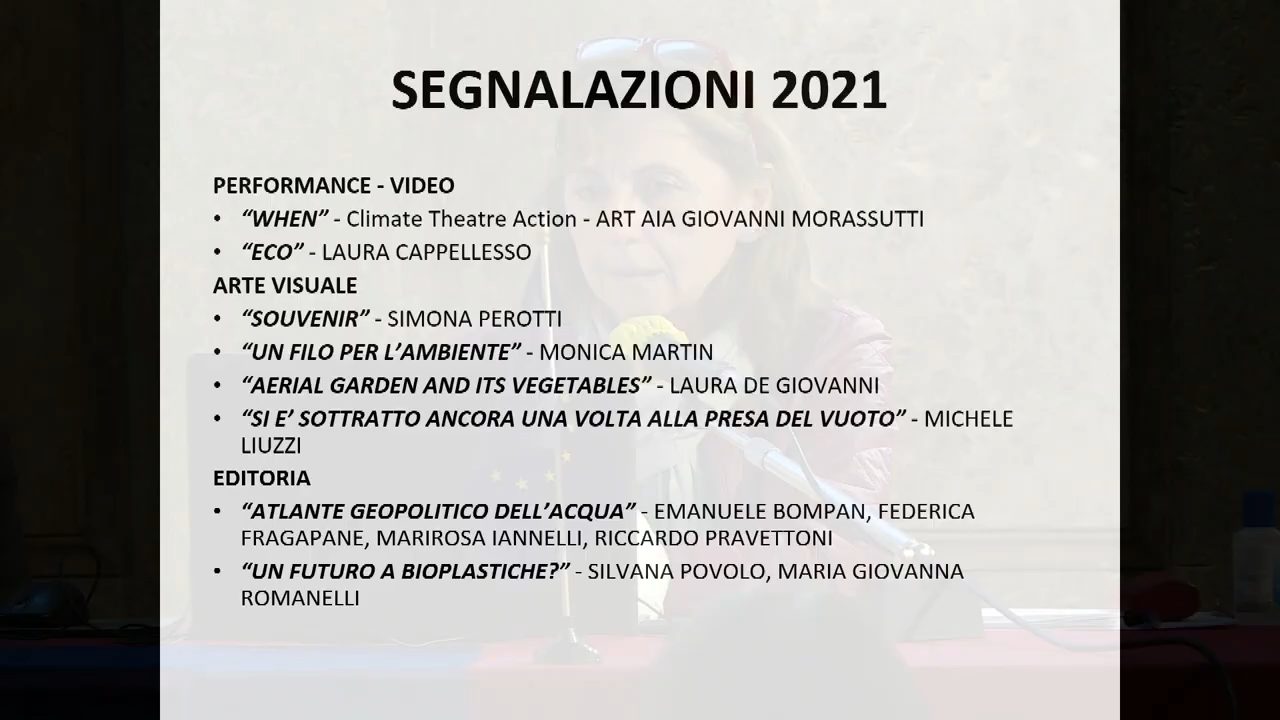 SEGNALAZIONI 2021
PERFORMANCE - VIDEO
• “WHEN” - Climate Theatre Action - ART AIA GIOVANNI MORASSUTTI
• “ECO” - LAURA CAPPELLESSO
ARTE VISUALE
• “SOUVENIR” - SIMONA PEROTTI
• “UN FILO PER L’AMBIENTE” - MONICA MARTIN
• “AERIAL GARDEN AND ITS VEGETABLES” - LAURA DE GIOVANNI
• “SI E’ SOTTRATTO ANCORA UNA VOLTA ALLA PRESA DEL VUOTO” - MICHELE
LIUZZI
EDITORIA
• “ATLANTE GEOPOLITICO DELL’ACQUA” - EMANUELE BOMPAN, FEDERICA
FRAGAPANE, MARIROSA IANNELLI, RICCARDO PRAVETTONI
• “UN FUTURO A BIOPLASTICHE?” - SILVANA POVOLO, MARIA GIOVANNA
ROMANELLI